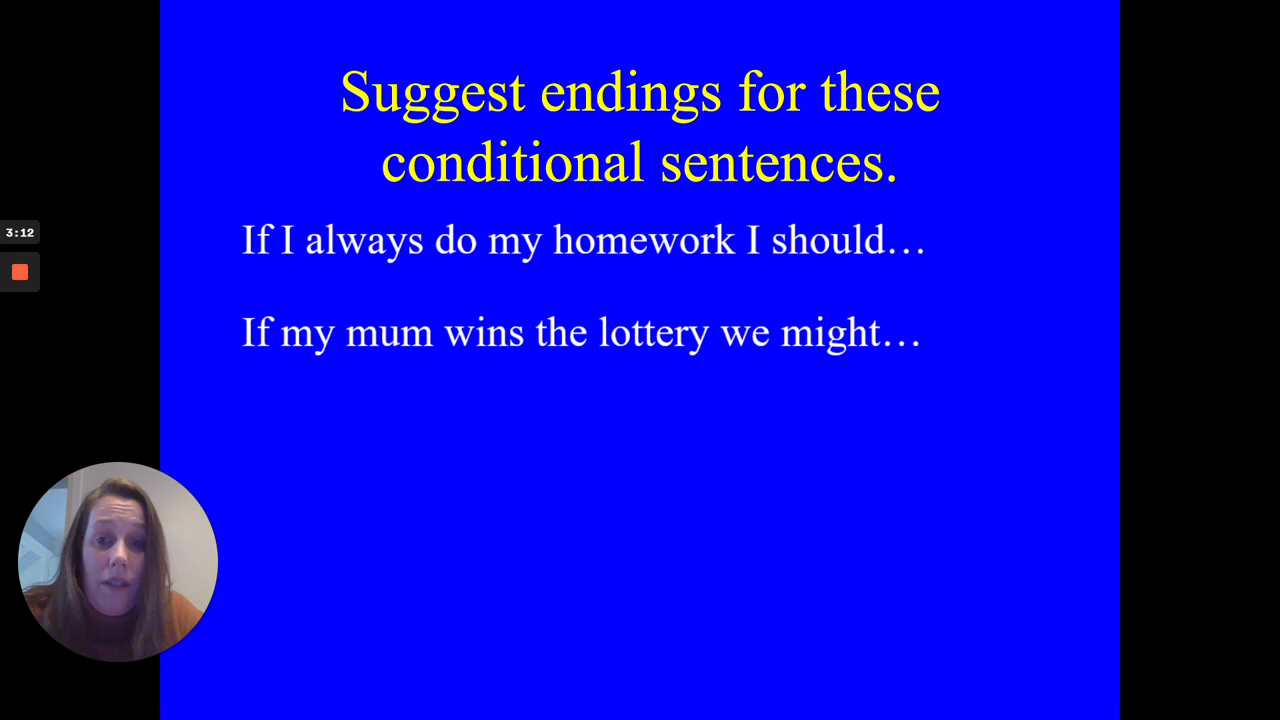 Suggest endings for these
conditional sentences.
If I always do my homework I should…
3:12
If my mum wins the lottery we might…